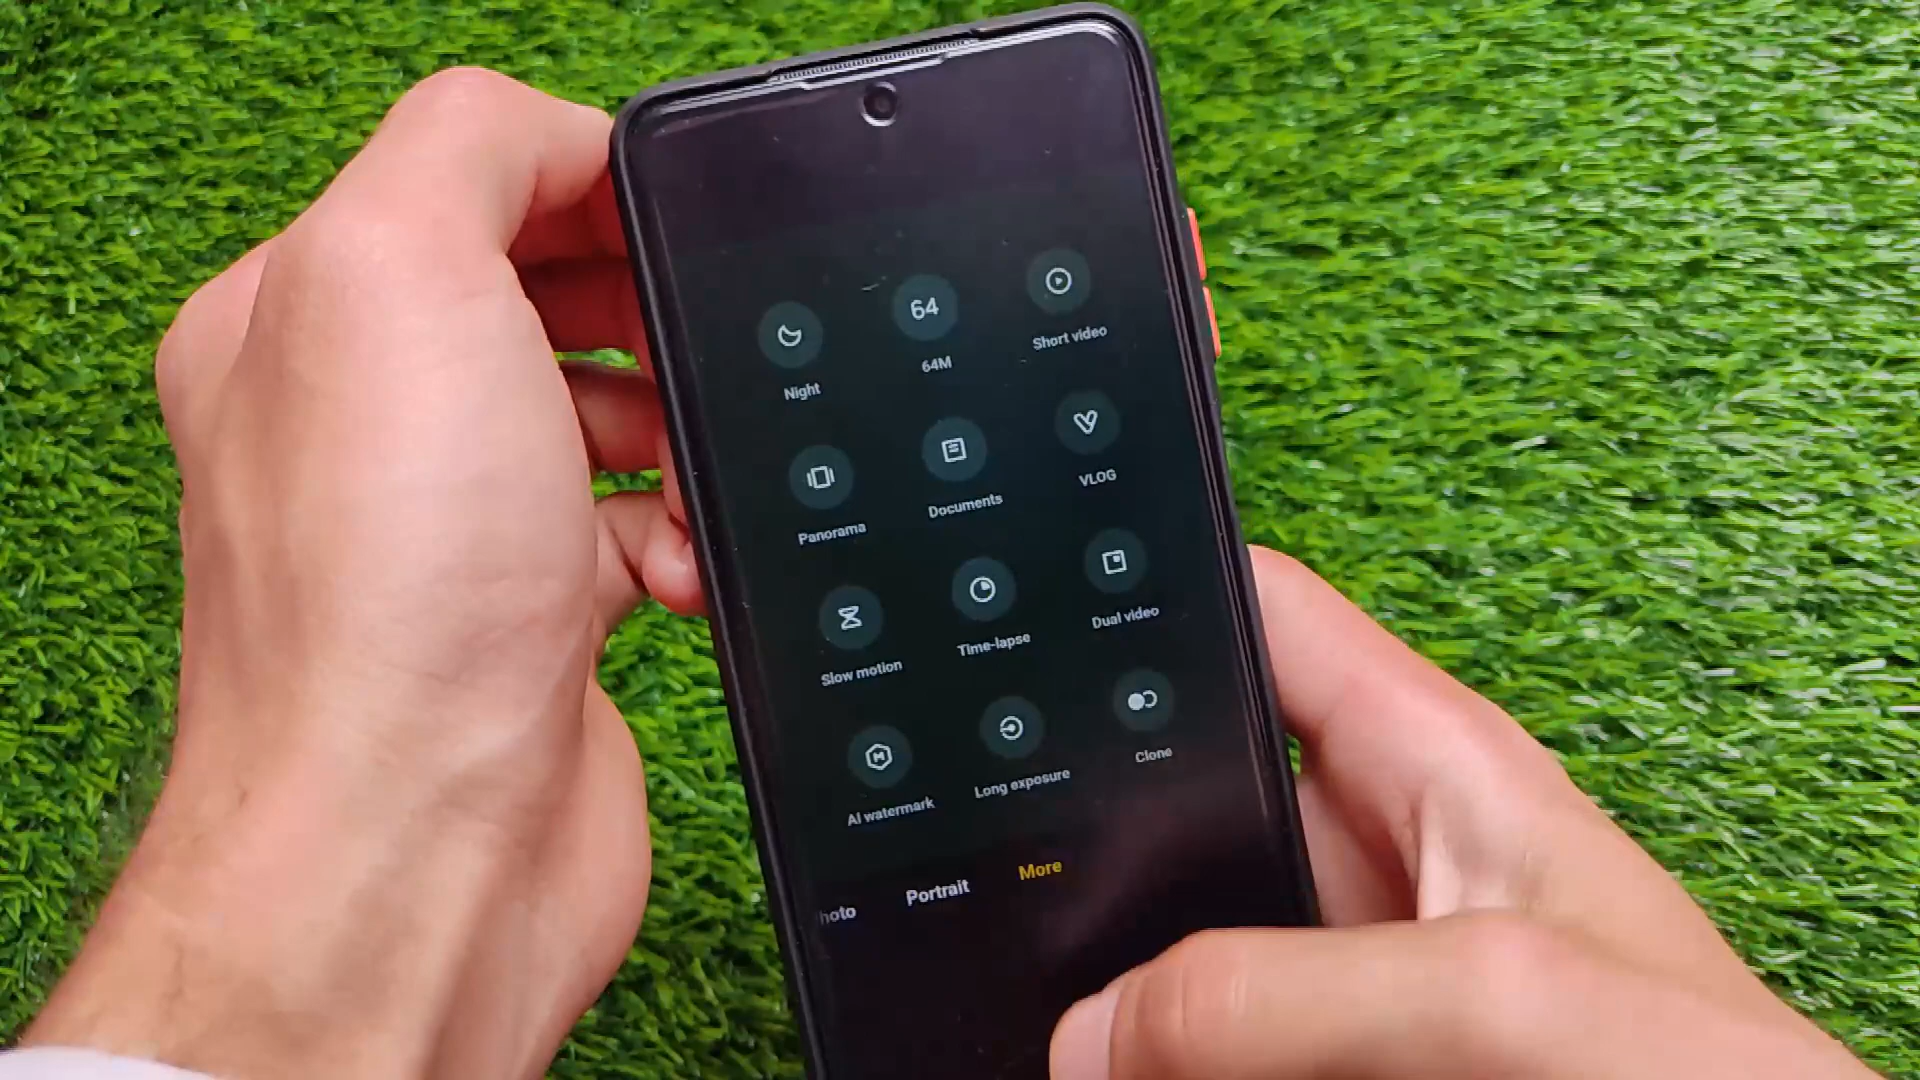 64
Night
64M
Short video
Panorama
Documents
VLOG
Slow motion
Time-lapse
Dual video
AI watermark
Long exposure
Clone
hoto
Portrait
More